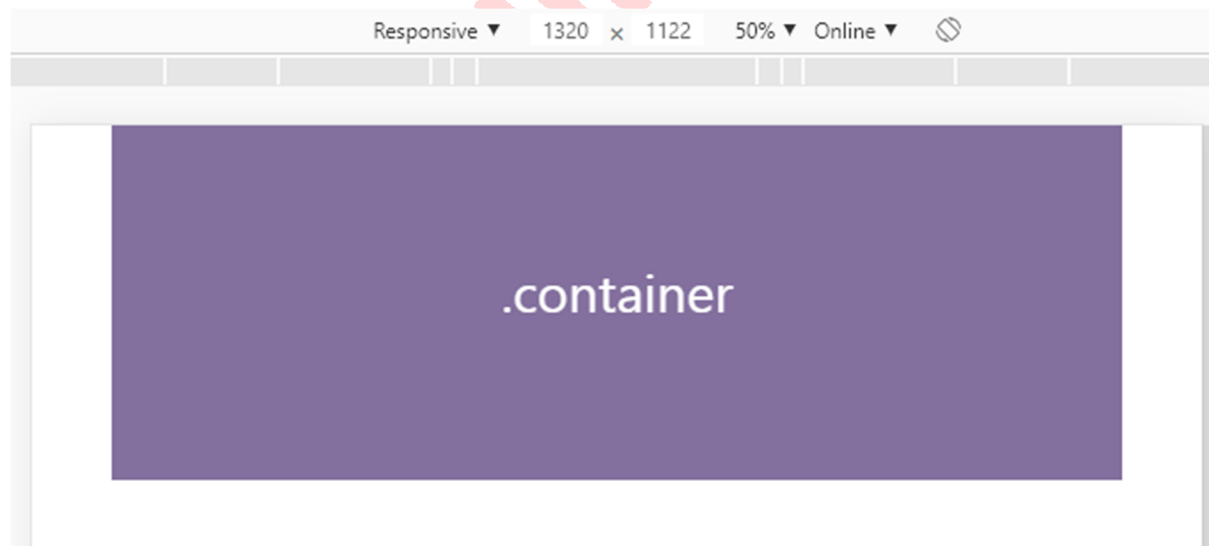 Responsive ▼ 1320 × 1122 50% ▼ Online ▼
.container